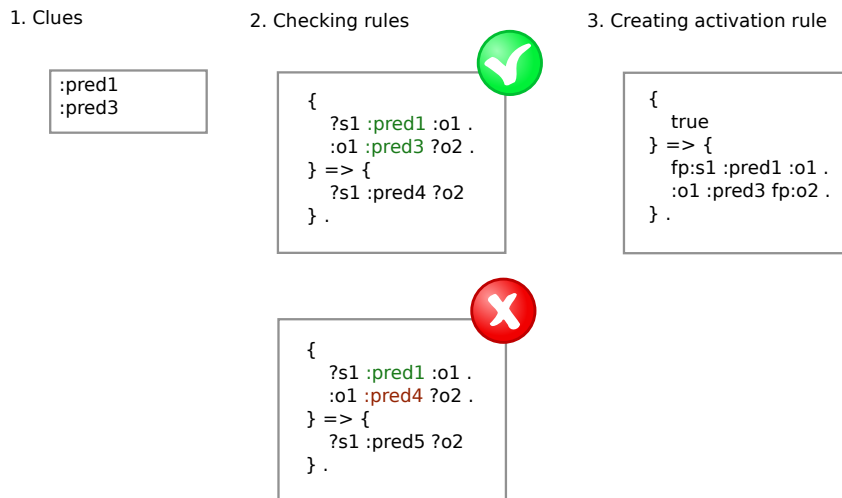 1. Clues
:pred1
:pred3
2. Checking rules
{
?s1 :pred1 :o1 .
:o1 :pred3 ?o2 .
} => {
?s1 :pred4 ?o2
} .
{
?s1 :pred1 :o1 .
:o1 :pred4 ?o2 .
} => {
?s1 :pred5 ?o2
} .
3. Creating activation rule
{
true
} => {
fp:s1 :pred1 :o1 .
:o1 :pred3 fp:o2 .
} .